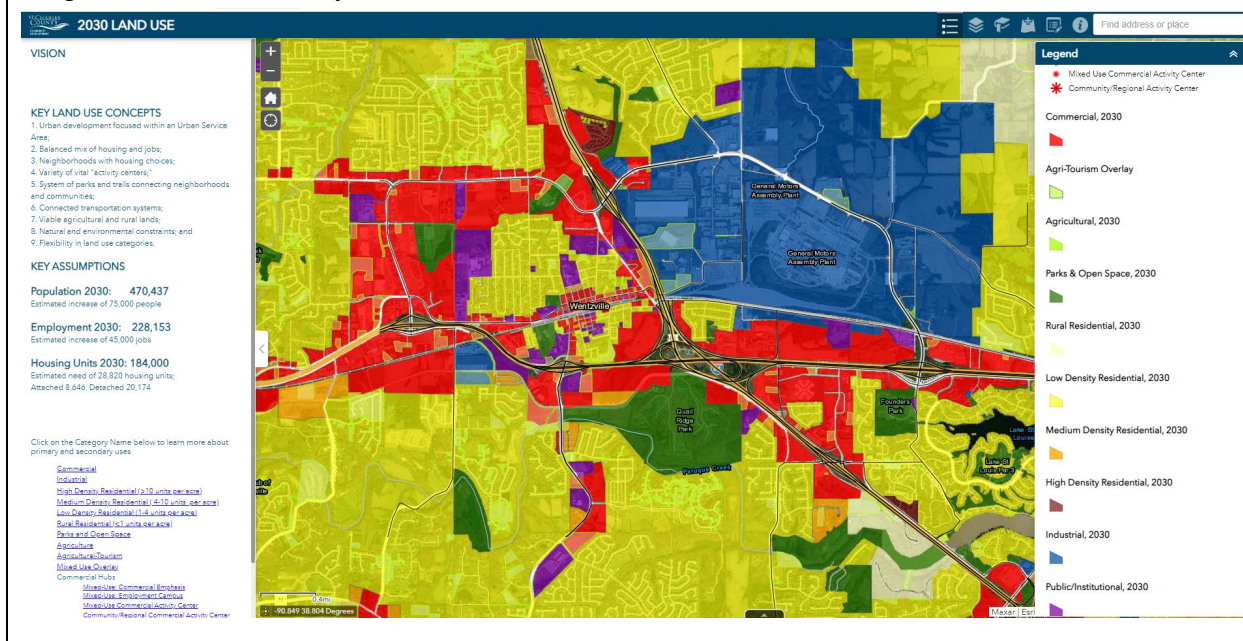 ST. CHARLES
COUNTY
COMMUNITY
DEVELOPMENT
2030 LAND USE
Find address or place
VISION
KEY LAND USE CONCEPTS
1. Urban development focused within an Urban Service
Area;
2. Balanced mix of housing and jobs;
3. Neighborhoods with housing choices;
4. Variety of vital "activity centers;"
5. System of parks and trails connecting neighborhoods
and communities;
6. Connected transportation systems;
7. Viable agricultural and rural lands;
8. Natural and environmental constraints; and
9. Flexibility in land use categories.
KEY ASSUMPTIONS
Population 2030: 470,437
Estimated increase of 75,000 people
Employment 2030: 228,153
Estimated increase of 45,000 jobs
Housing Units 2030: 184,000
Estimated need of 28,820 housing units;
Attached 8,646, Detached 20,174
Click on the Category Name below to learn more about
primary and secondary uses
Commercial
Industrial
High Density Residential (>10 units per acre)
Medium Density Residential ( 4-10 units per acre)
Low Density Residential (1-4 units per acre)
Rural Residential (<1 units per acre)
Parks and Open Space
Agriculture
Agricultural-Tourism
Mixed Use Overlay
Commercial Hubs
Mixed-Use: Commercial Emphasis
Mixed-Use: Employment Campus
Mixed-Use Commercial Activity Center
Community/Regional Commercial Activity Center
General Motors
Assembly Plant
General Motors
Assembly Plant
Wentzville
Quail
Ridge
Park
Founders
Park
Peruque Creek
Lake St
Louise
Lake St
Louis Par 3
0.4mi
-90.849 38.804 Degrees
Maxar | Esri
Legend
Mixed Use Commercial Activity Center
Community/Regional Activity Center
Commercial, 2030
Agri-Tourism Overlay
Agricultural, 2030
Parks & Open Space, 2030
Rural Residential, 2030
Low Density Residential, 2030
Medium Density Residential, 2030
High Density Residential, 2030
Industrial, 2030
Public/Institutional, 2030